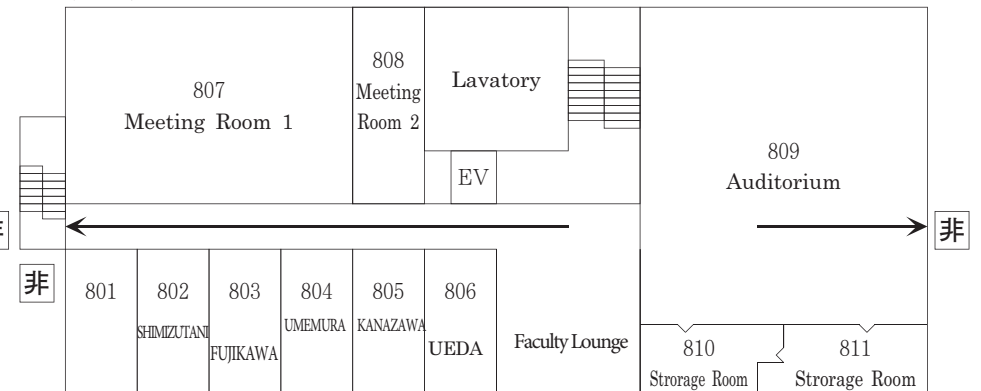 807
Meeting Room 1
808
Meeting
Room 2
Lavatory
EV
809
Auditorium
非
非
801
802
SHIMIZUTANI
803
FUJIKAWA
804
UMEMURA
805
KANAZAWA
806
UEDA
Faculty Lounge
810
Strorage Room
811
Strorage Room